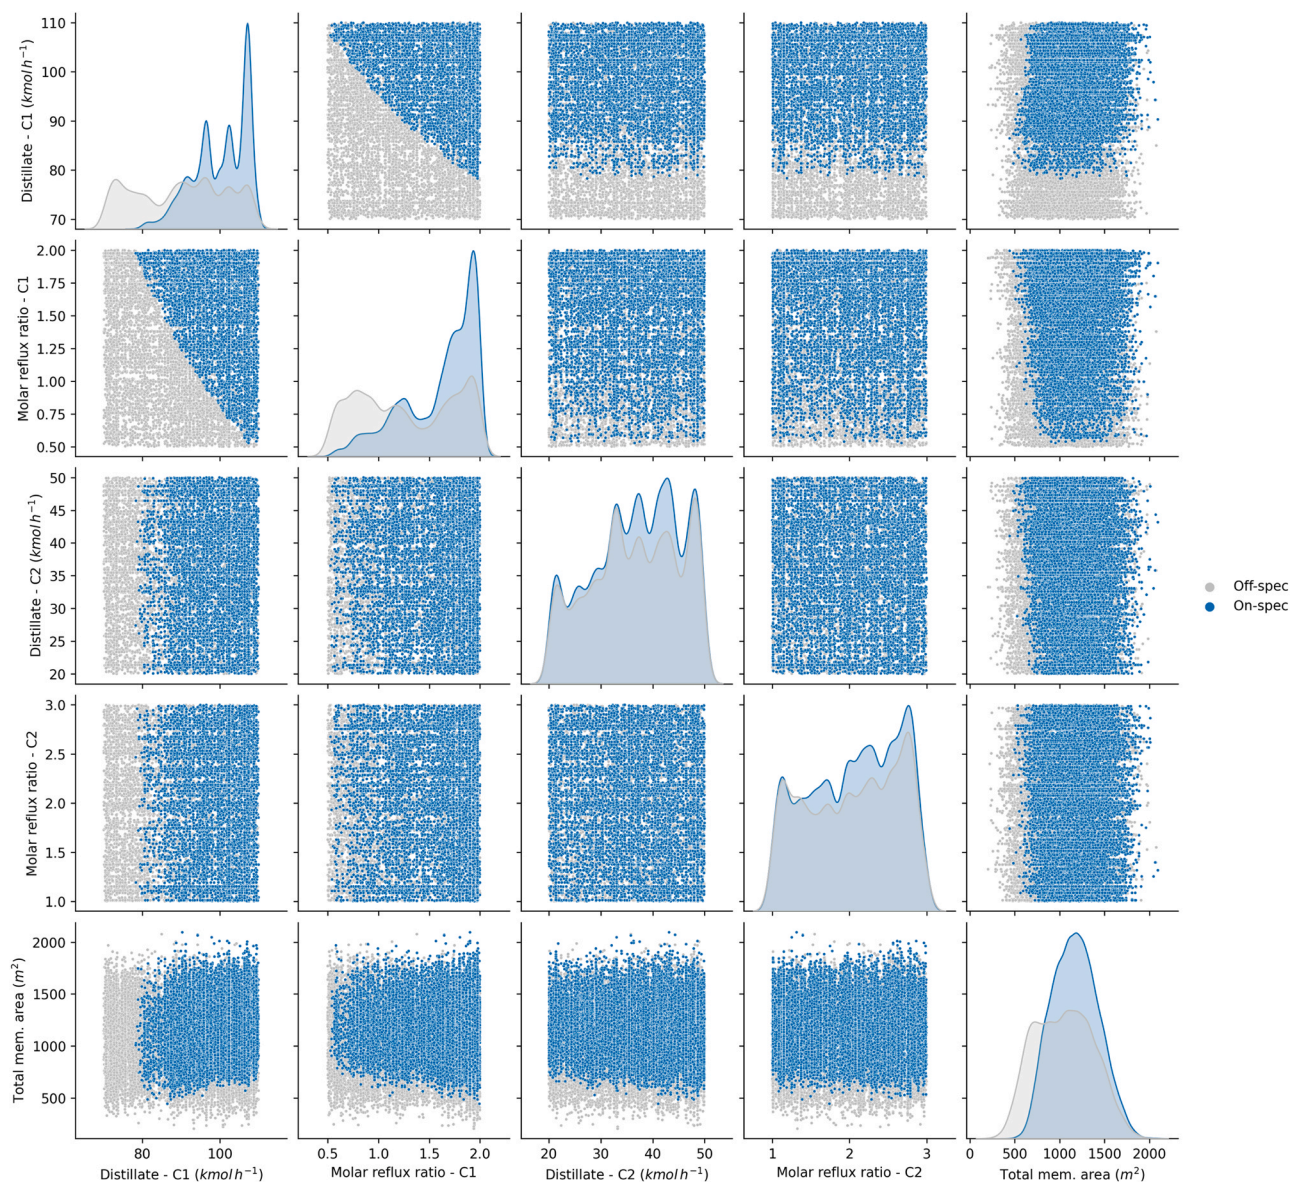 Distillate - C1 (kmol h⁻¹)
110
100
90
80
70
Molar reflux ratio - C1
2.00
1.75
1.50
1.25
1.00
0.75
0.50
Distillate - C2 (kmol h⁻¹)
50
45
40
35
30
25
20
Off-spec
On-spec
Molar reflux ratio - C2
3.0
2.5
2.0
1.5
1.0
Total mem. area (m²)
2000
1500
1000
500
80 100
0.5 1.0 1.5 2.0
20 30 40 50
1 2 3
0 500 1000 1500 2000
Distillate - C1 (kmol h⁻¹)
Molar reflux ratio - C1
Distillate - C2 (kmol h⁻¹)
Molar reflux ratio - C2
Total mem. area (m²)